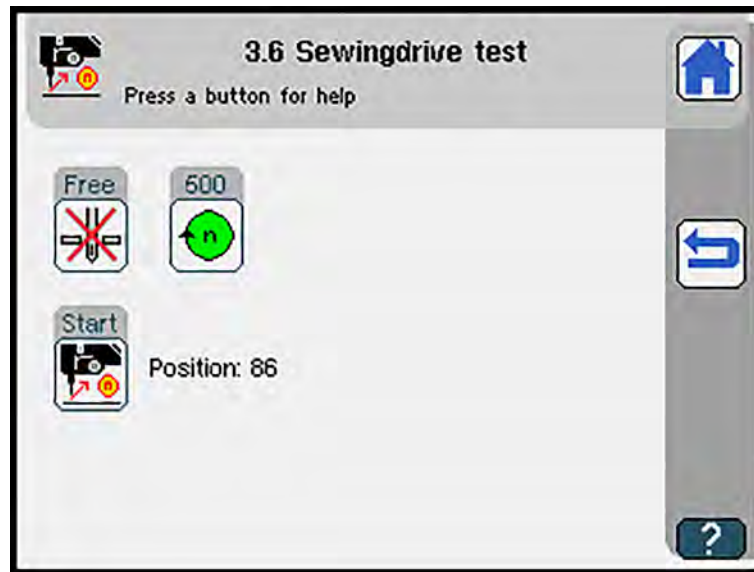 3.6 Sewingdrive test
Press a button for help
Free 500
n
Start
n Position: 86
?